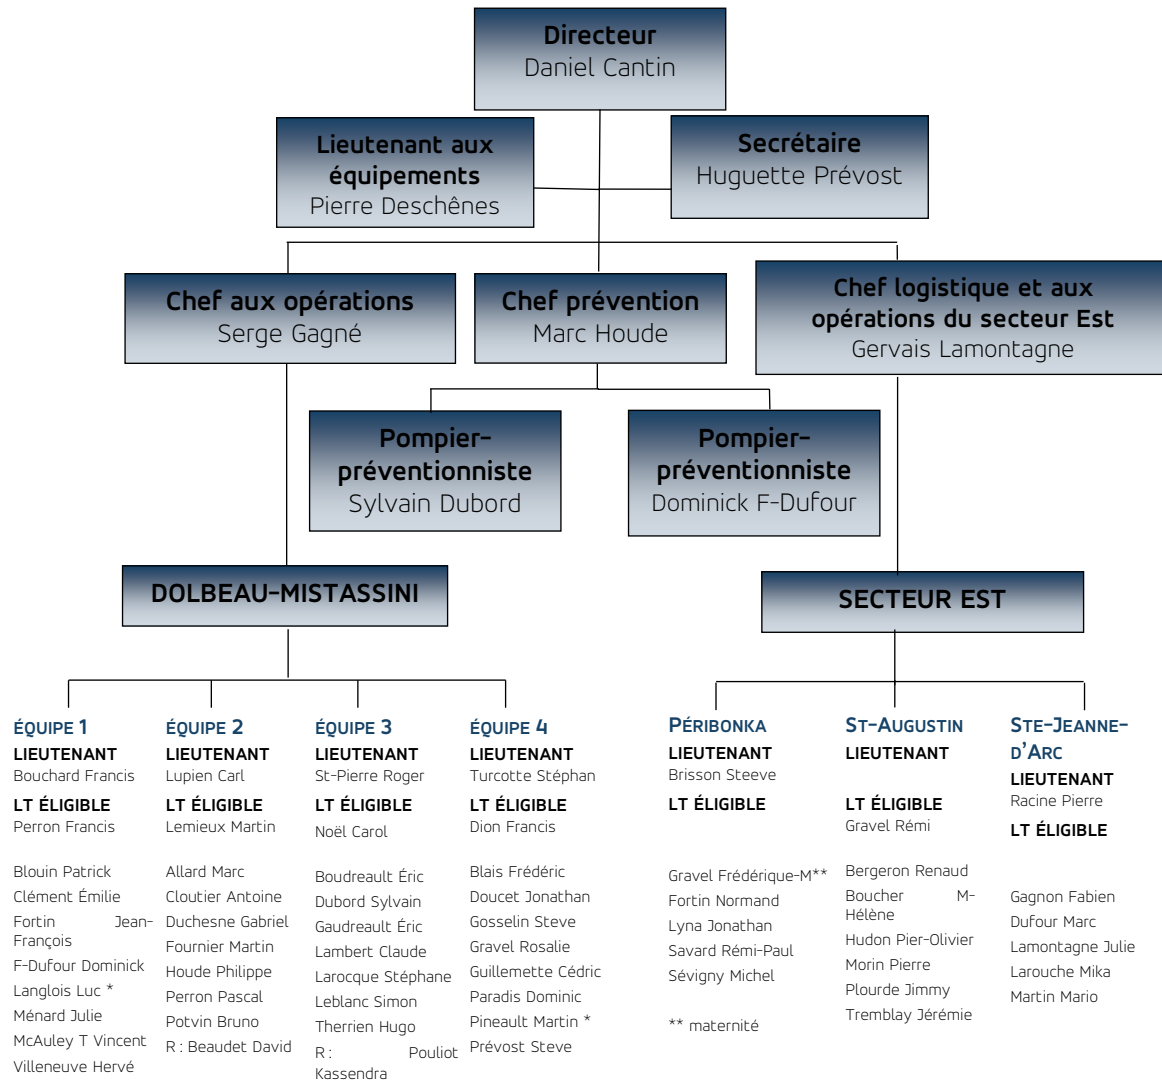 Directeur
Daniel Cantin
Lieutenant aux
équipements
Pierre Deschênes
Secrétaire
Huguette Prévost
Chef aux opérations
Serge Gagné
Chef prévention
Marc Houde
Chef logistique et aux
opérations du secteur Est
Gervais Lamontagne
Pompier-
préventionniste
Sylvain Dubord
Pompier-
préventionniste
Dominick F-Dufour
DOLBEAU-MISTASSINI
SECTEUR EST
ÉQUIPE 1
LIEUTENANT
Bouchard Francis
LT ÉLIGIBLE
Perron Francis
Blouin Patrick
Clément Émilie
Fortin Jean-
François
F-Dufour Dominick
Langlois Luc *
Ménard Julie
McAuley T Vincent
Villeneuve Hervé
ÉQUIPE 2
LIEUTENANT
Lupien Carl
LT ÉLIGIBLE
Lemieux Martin
Allard Marc
Cloutier Antoine
Duchesne Gabriel
Fournier Martin
Houde Philippe
Perron Pascal
Potvin Bruno
R : Beaudet David
ÉQUIPE 3
LIEUTENANT
St-Pierre Roger
LT ÉLIGIBLE
Noël Carol
Boudreault Éric
Dubord Sylvain
Gaudreault Éric
Lambert Claude
Larocque Stéphane
Leblanc Simon
Therrien Hugo
R : Pouliot
Kassendra
ÉQUIPE 4
LIEUTENANT
Turcotte Stéphan
LT ÉLIGIBLE
Dion Francis
Blais Frédéric
Doucet Jonathan
Gosselin Steve
Gravel Rosalie
Guillemette Cédric
Paradis Dominic
Pineault Martin *
Prévost Steve
PÉRIBONKA
LIEUTENANT
Brisson Steeve
LT ÉLIGIBLE
Gravel Frédérique-M**
Fortin Normand
Lyna Jonathan
Savard Rémi-Paul
Sévigny Michel
** maternité
ST-AUGUSTIN
LIEUTENANT
LT ÉLIGIBLE
Gravel Rémi
Bergeron Renaud
Boucher M-
Hélène
Hudon Pier-Olivier
Morin Pierre
Plourde Jimmy
Tremblay Jérémie
STE-JEANNE-
D'ARC
LIEUTENANT
Racine Pierre
LT ÉLIGIBLE
Gagnon Fabien
Dufour Marc
Lamontagne Julie
Larouche Mika
Martin Mario